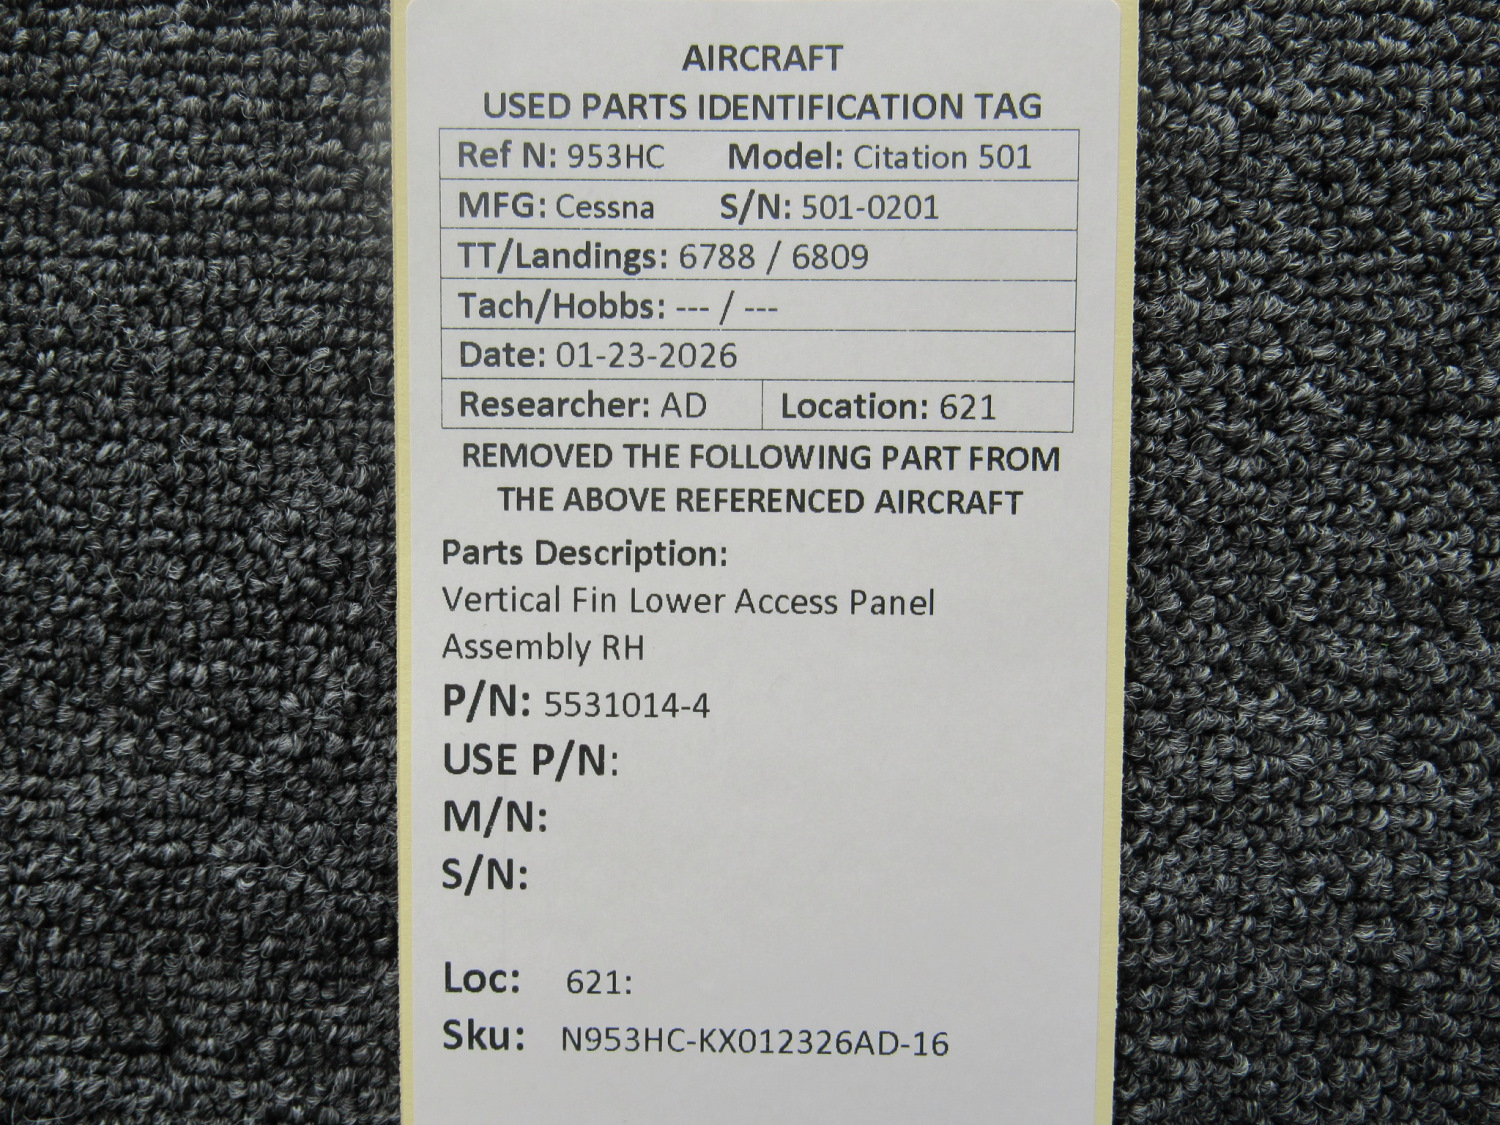 AIRCRAFT
USED PARTS IDENTIFICATION TAG
Ref N: 953HC Model: Citation 501
MFG: Cessna S/N: 501-0201
TT/Landings: 6788 / 6809
Tach/Hobbs: --- / ---
Date: 01-23-2026
Researcher: AD Location: 621
REMOVED THE FOLLOWING PART FROM
THE ABOVE REFERENCED AIRCRAFT
Parts Description:
Vertical Fin Lower Access Panel
Assembly RH
P/N: 5531014-4
USE P/N:
M/N:
S/N:
Loc: 621:
Sku: N953HC-KX012326AD-16